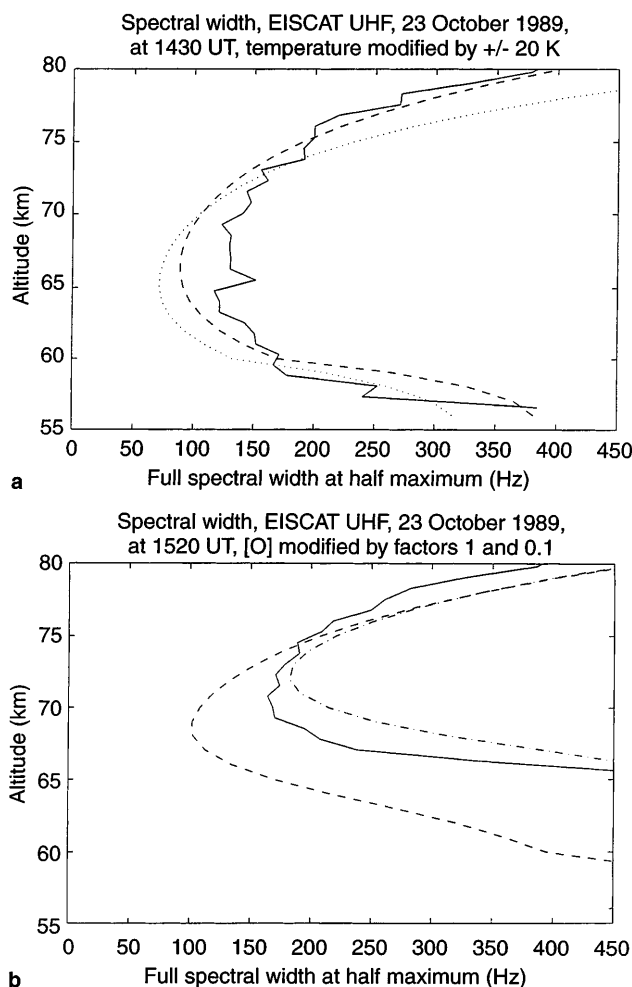 Spectral width, EISCAT UHF, 23 October 1989,
at 1430 UT, temperature modified by +/- 20 K
80
75
70
65
60
55
Altitude (km)
0 50 100 150 200 250 300 350 400 450
Full spectral width at half maximum (Hz)
a
Spectral width, EISCAT UHF, 23 October 1989,
at 1520 UT, [O] modified by factors 1 and 0.1
80
75
70
65
60
55
Altitude (km)
0 50 100 150 200 250 300 350 400 450
Full spectral width at half maximum (Hz)
b